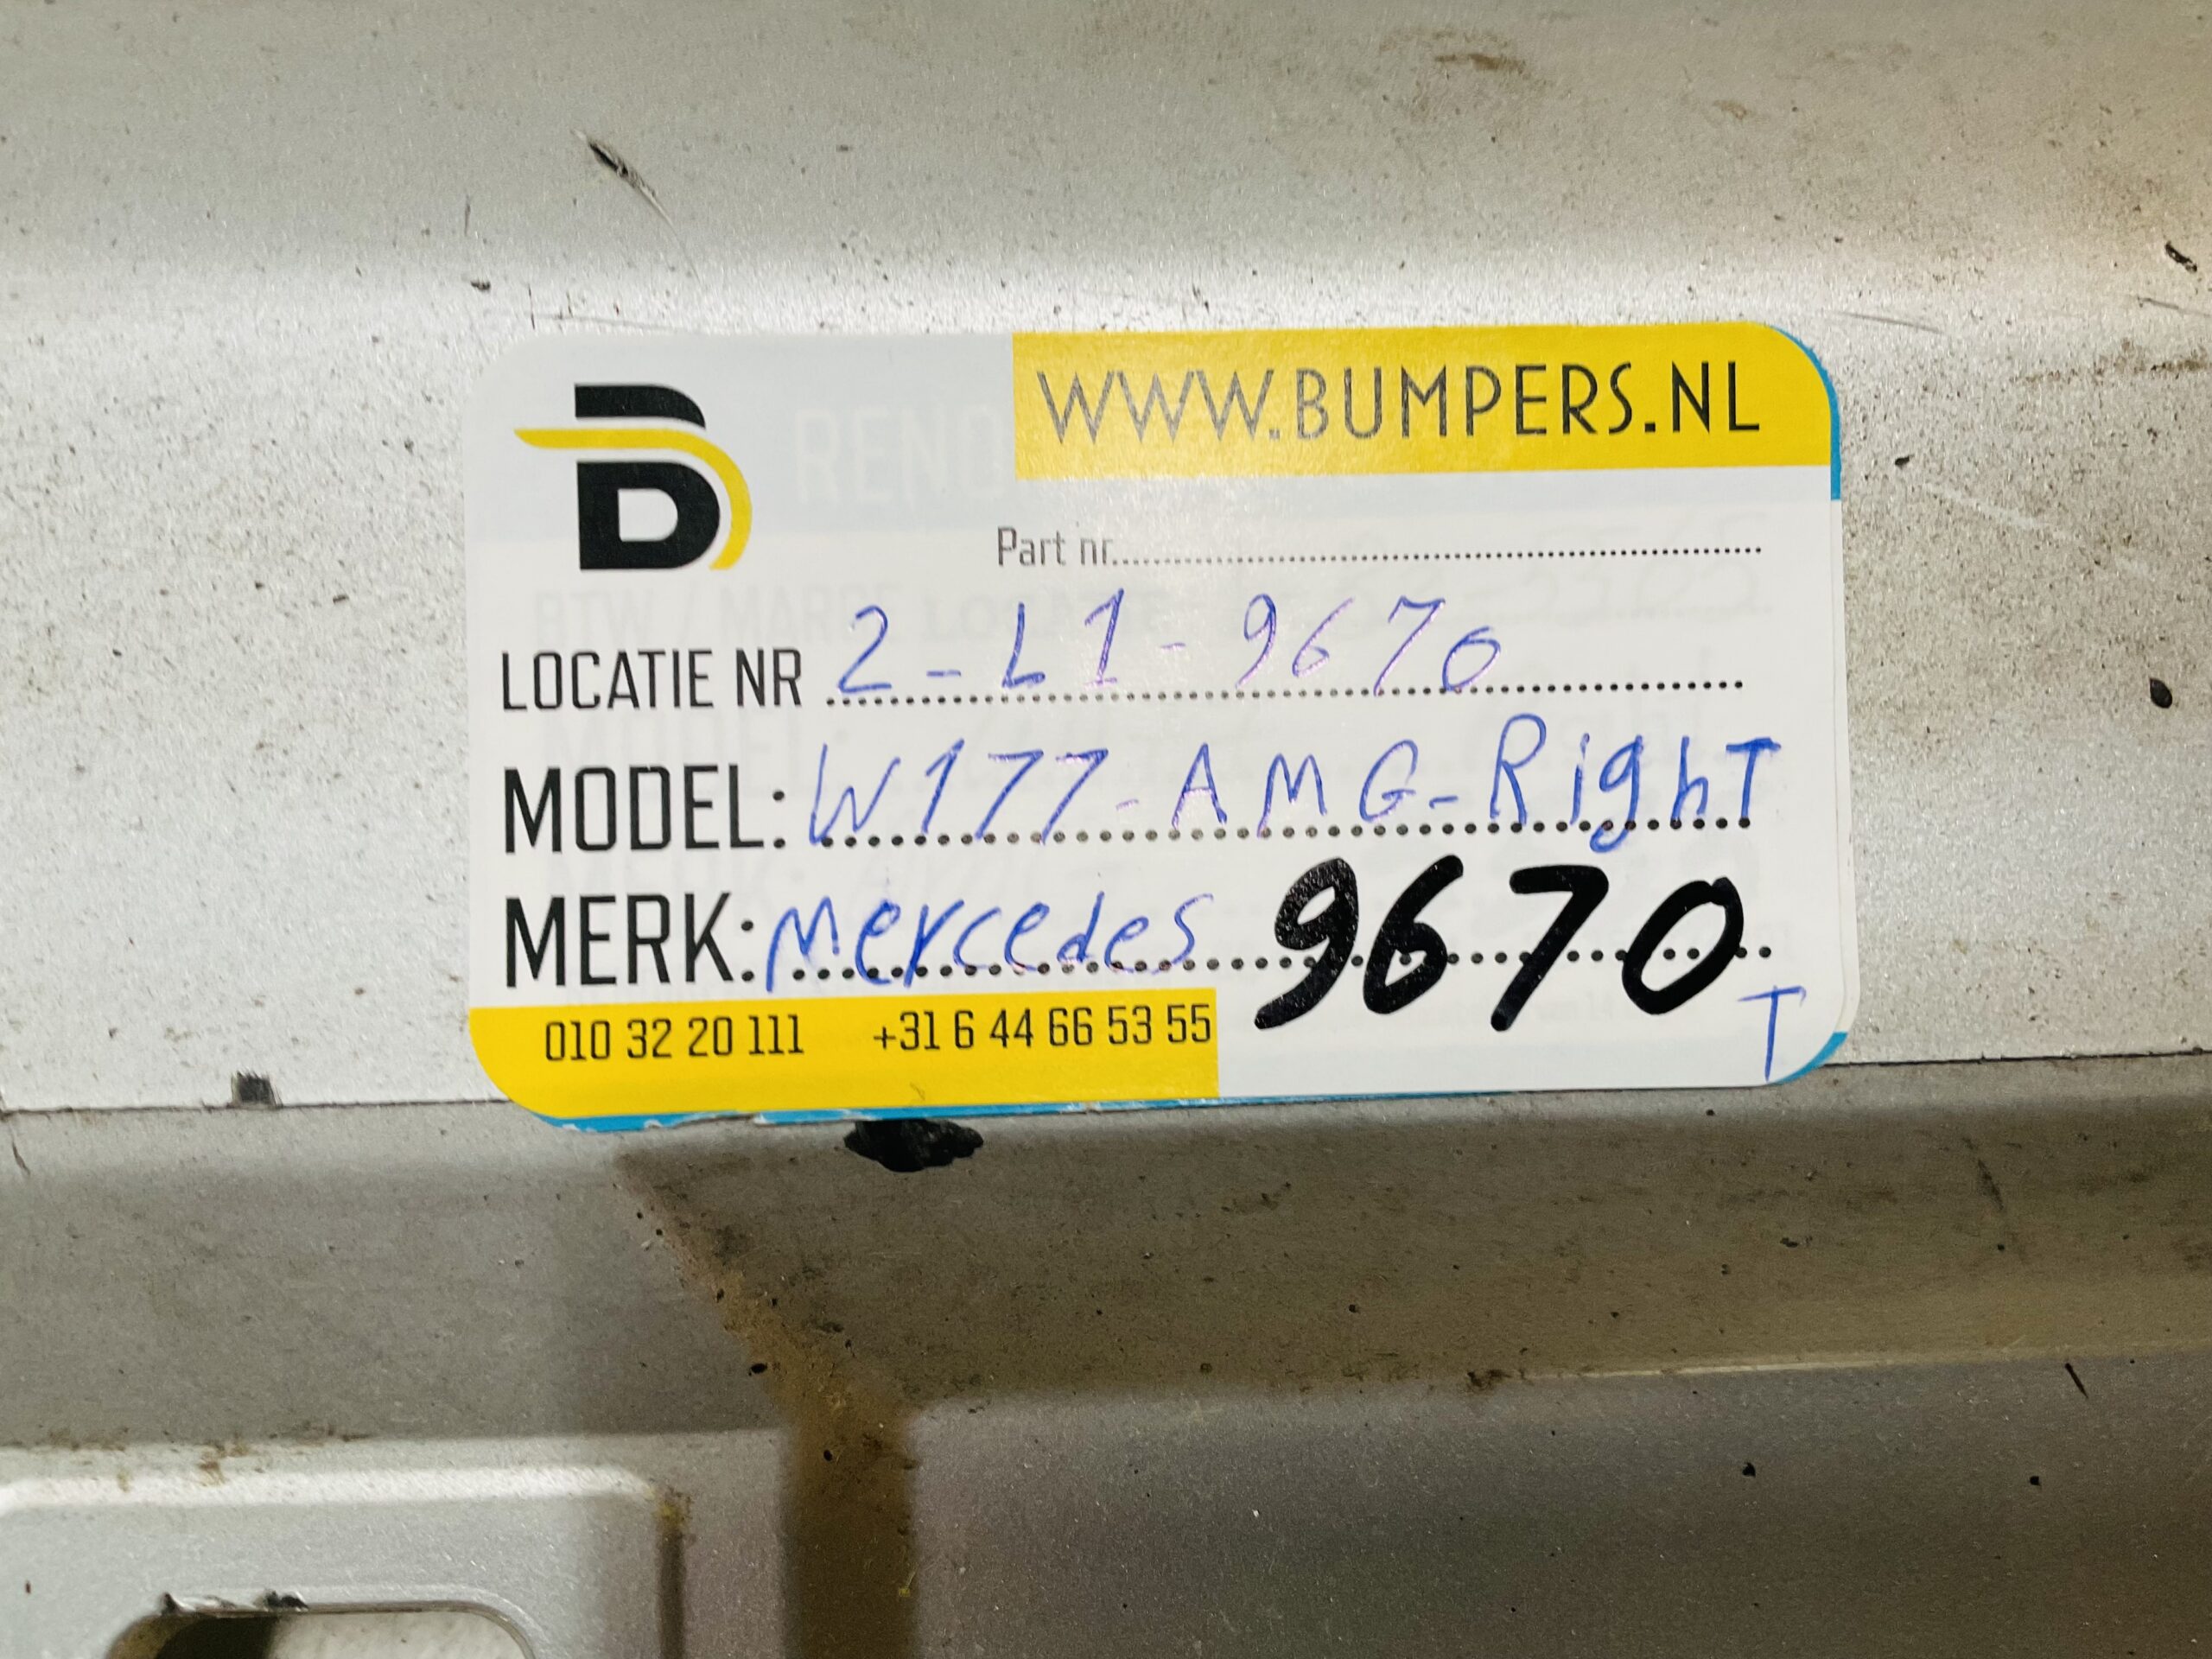 WWW.BUMPERS.NL
Part nr.
LOCATIE NR 2-L1-9670
MODEL: W177-AMG-RighT
MERK: mercedes 9670
T
010 32 20 111 +31 6 44 66 53 55